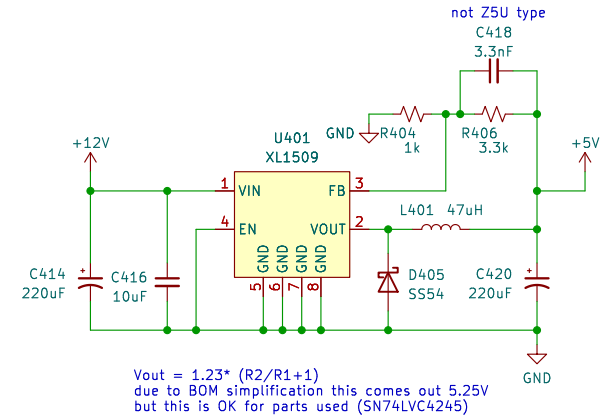 not Z5U type
C418
3.3nF
GND
R404
1k
R406
3.3k
+12V
U401
XL1509
+5V
1
VIN
FB
3
4
EN
VOUT
2
L401 47uH
GND
GND
GND
GND
5
6
7
8
C414
220uF
C416
10uF
D405
SS54
C420
220uF
GND
Vout = 1.23* (R2/R1+1)
due to BOM simplification this comes out 5.25V
but this is OK for parts used (SN74LVC4245)